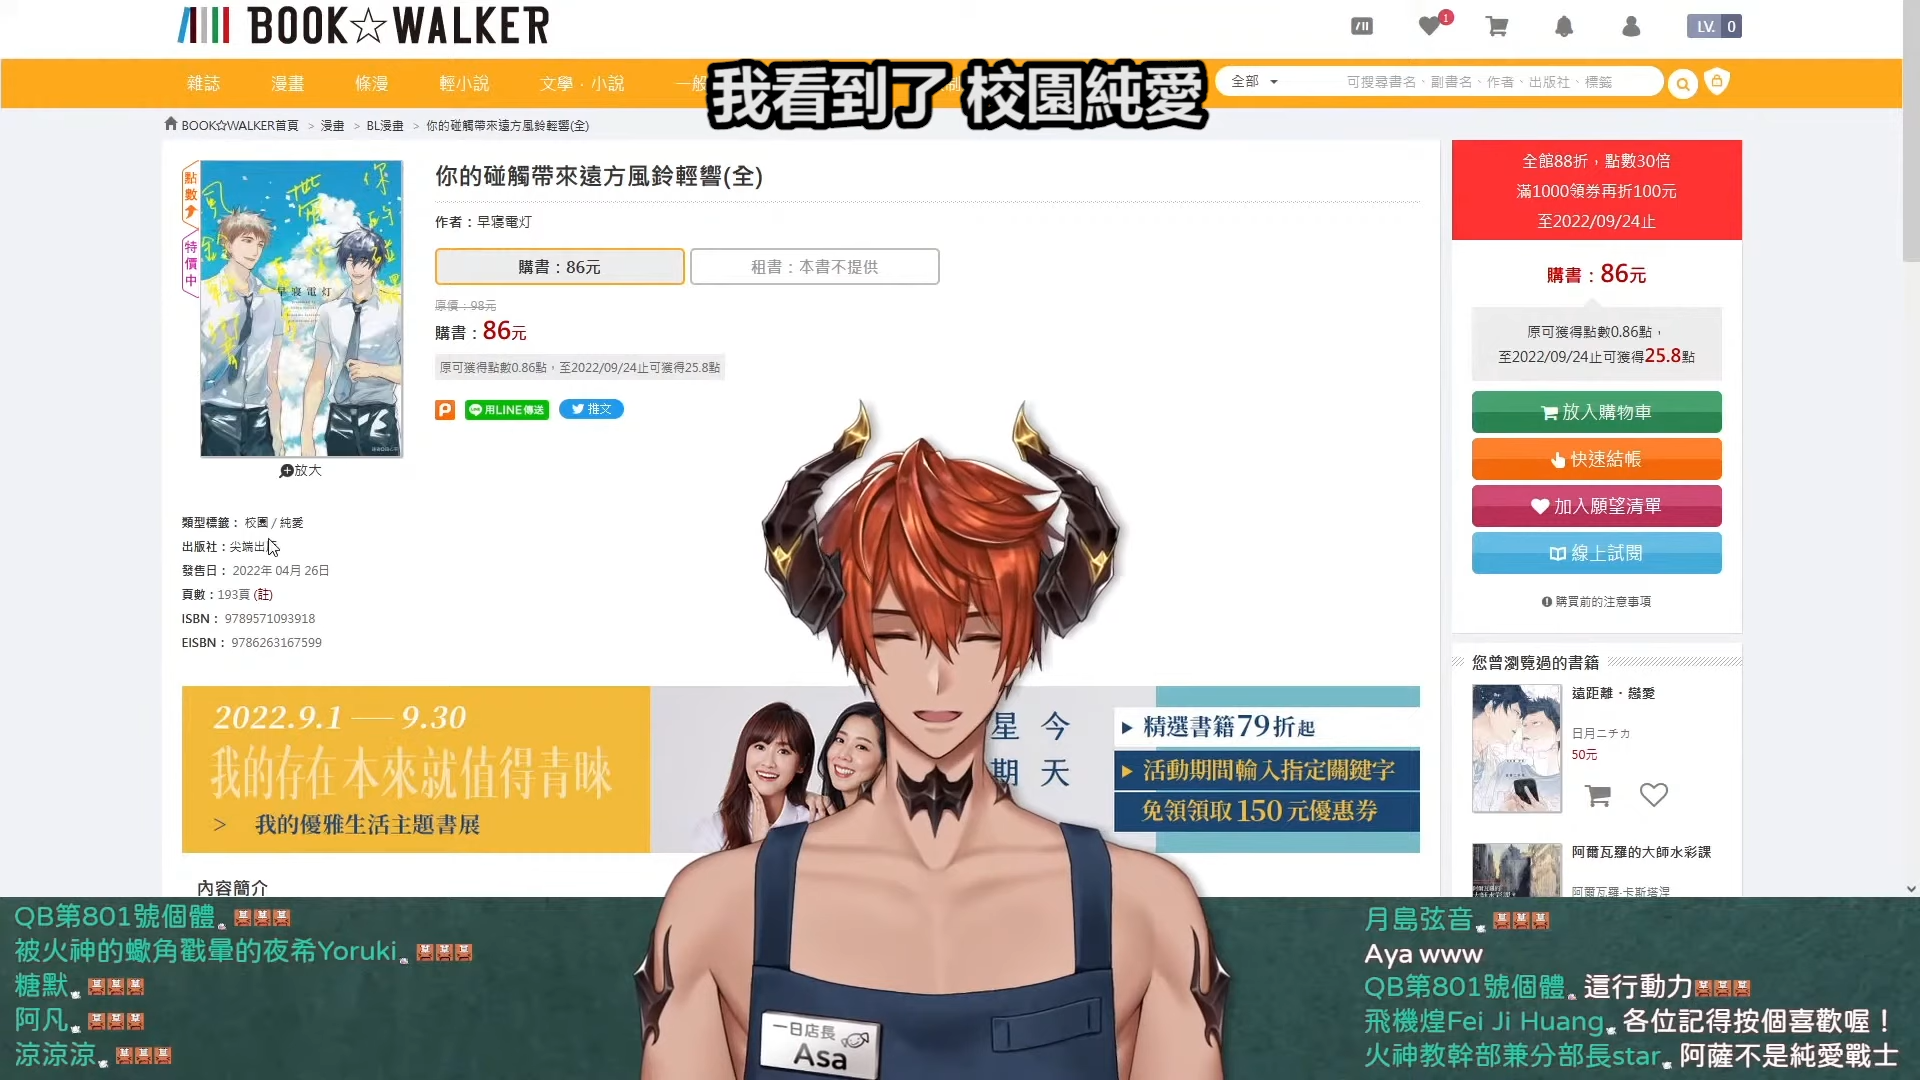 BOOK☆WALKER
1
LV. 0
雜誌
漫畫
條漫
輕小說
文學 · 小說
一般
我看到了 校園純愛
全部
可搜尋書名、副書名、作者、出版社、標籤
BOOK☆WALKER首頁 > 漫畫 > BL漫畫 > 你的碰觸帶來遠方風鈴輕響(全)
點數
特價中
早寝電灯
放大
你的碰觸帶來遠方風鈴輕響(全)
作者：早寝電灯
購書：86元
租書：本書不提供
原價：98元
購書：86元
原可獲得點數0.86點，至2022/09/24止可獲得25.8點
用LINE傳送
推文
類型標籤： 校園 / 純愛
出版社：尖端出
發售日： 2022年 04月 26日
頁數：193頁 (註)
ISBN： 9789571093918
EISBN： 9786263167599
全館88折，點數30倍
滿1000領券再折100元
至2022/09/24止
購書：86元
原可獲得點數0.86點，
至2022/09/24止可獲得25.8點
放入購物車
快速結帳
加入願望清單
線上試閱
購買前的注意事項
您曾瀏覽過的書籍
遠距離．戀愛
日月ニチカ
50元
阿爾瓦羅的大師水彩課
阿爾瓦羅·卡斯塔涅
2022.9.1 — 9.30
我的存在本來就值得青睞
> 我的優雅生活主題書展
今天
星期
精選書籍79折起
活動期間輸入指定關鍵字
免領領取150元優惠券
內容簡介
QB第801號個體
被火神的蠍角戳暈的夜希Yoruki
糖默
阿凡
涼涼涼
一日店長
Asa
月島弦音
Aya www
QB第801號個體 這行動力
飛機煌Fei Ji Huang 各位記得按個喜歡喔！
火神教幹部兼分部長star 阿薩不是純愛戰士